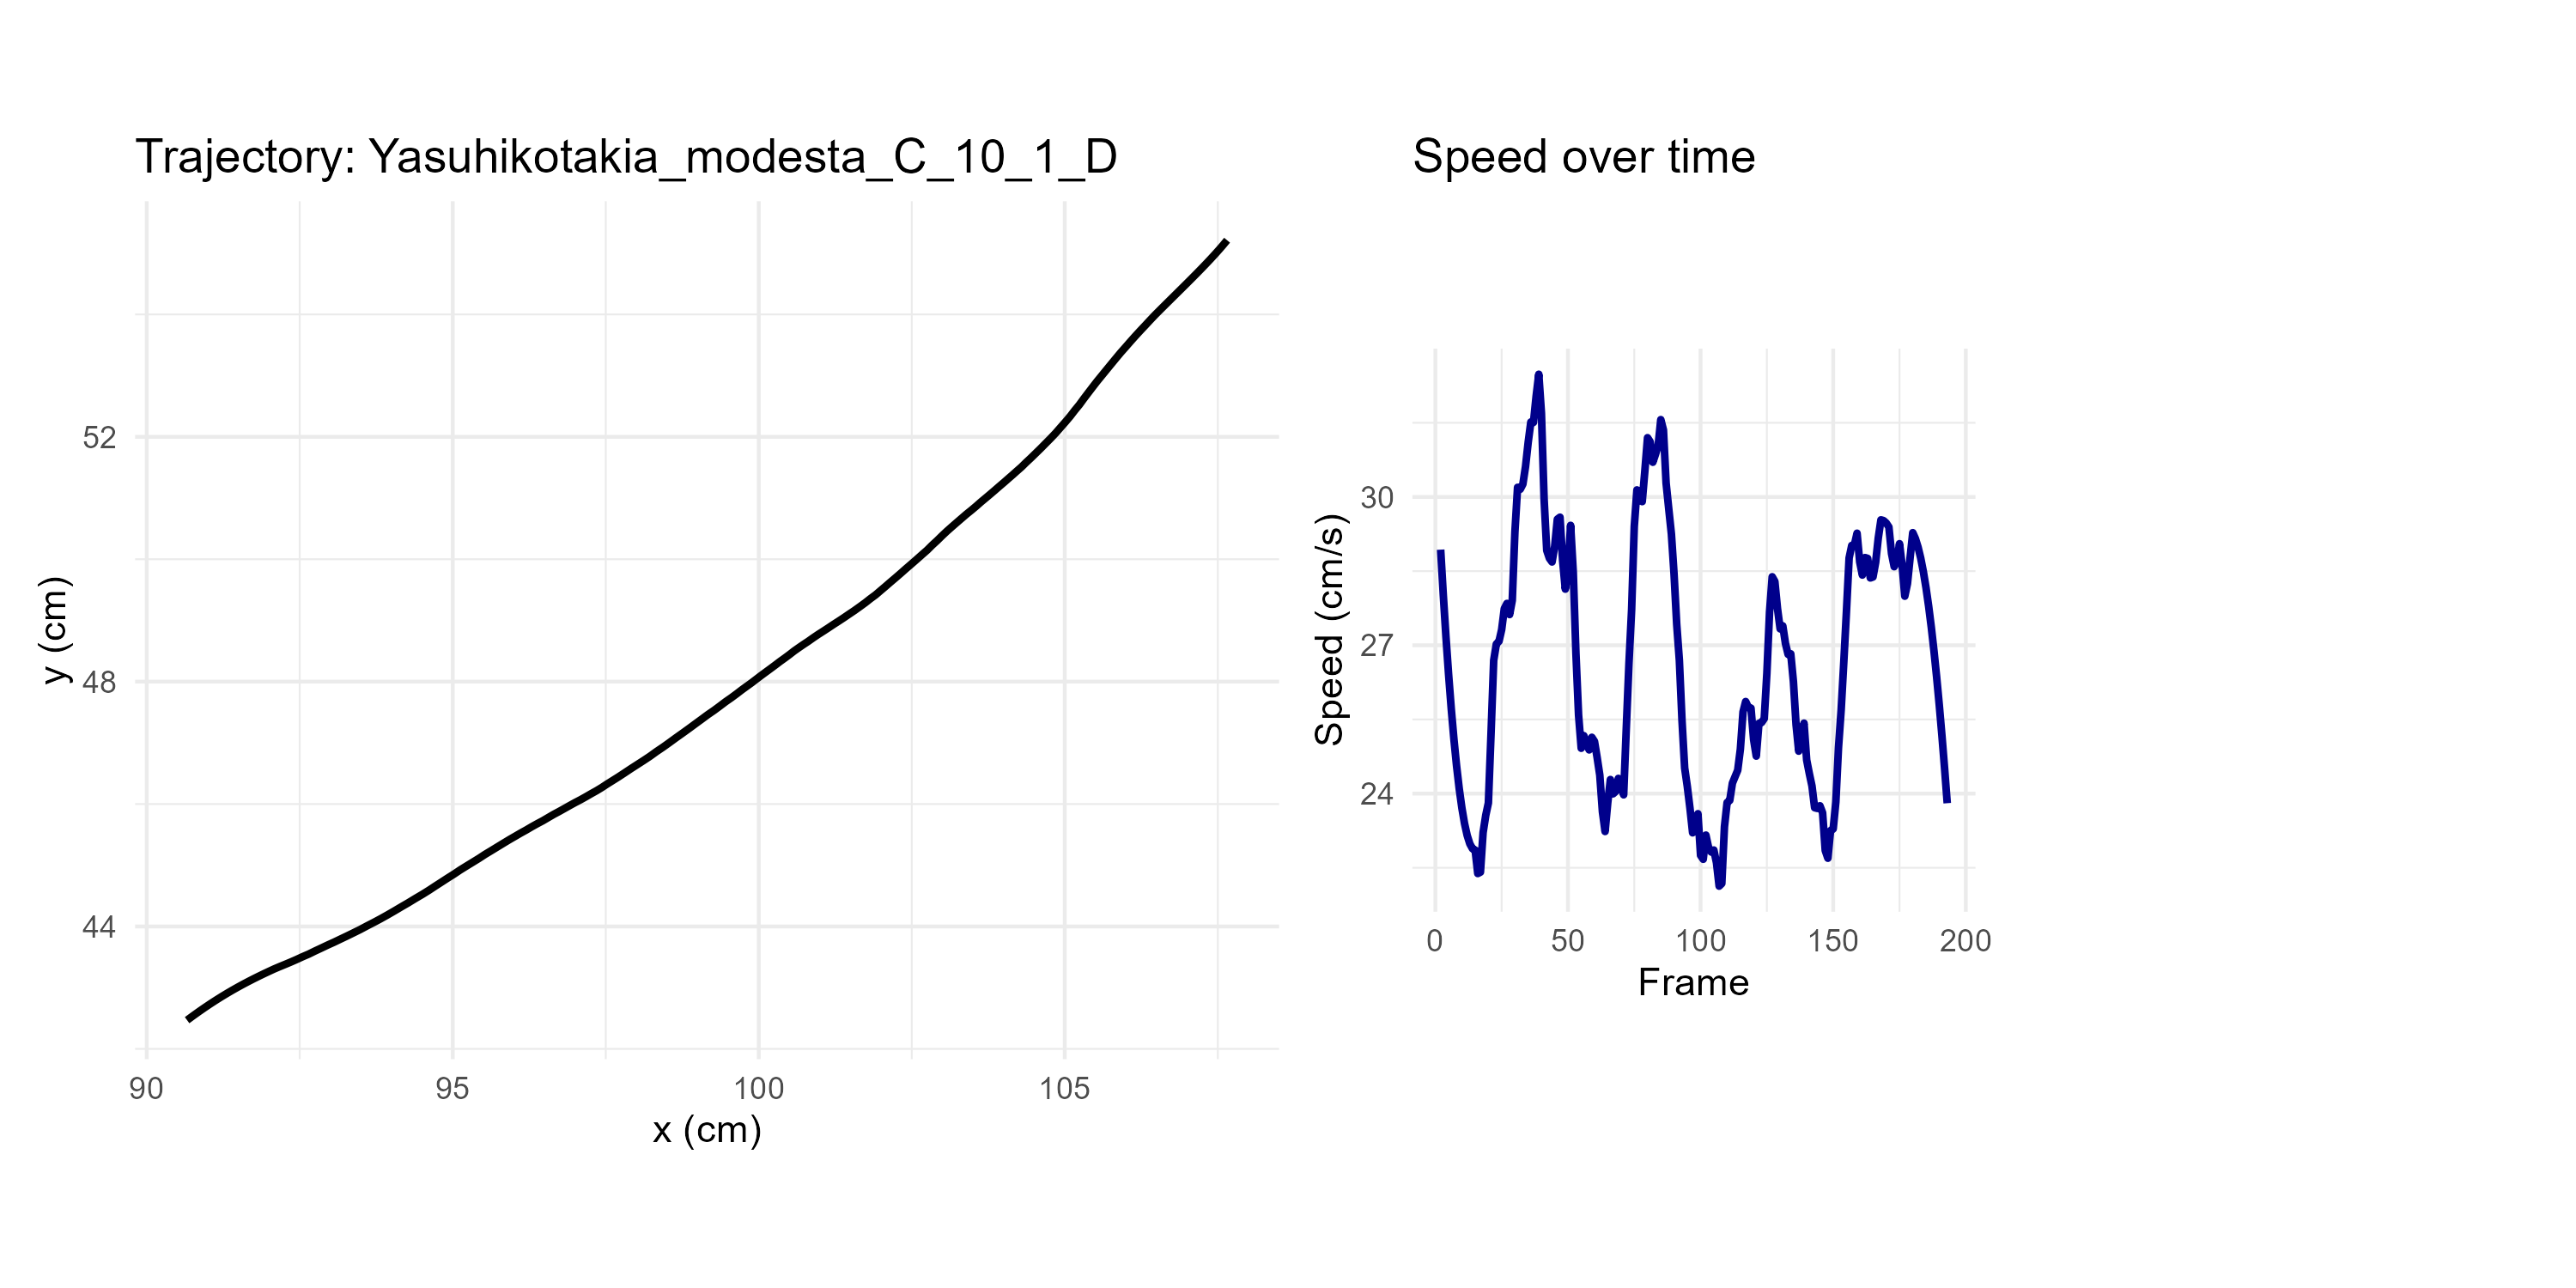 Trajectory: Yasuhikotakia_modesta_C_10_1_D
y (cm)
52
48
44
90 95 100 105
x (cm)
Speed over time
Speed (cm/s)
30
27
24
0 50 100 150 200
Frame